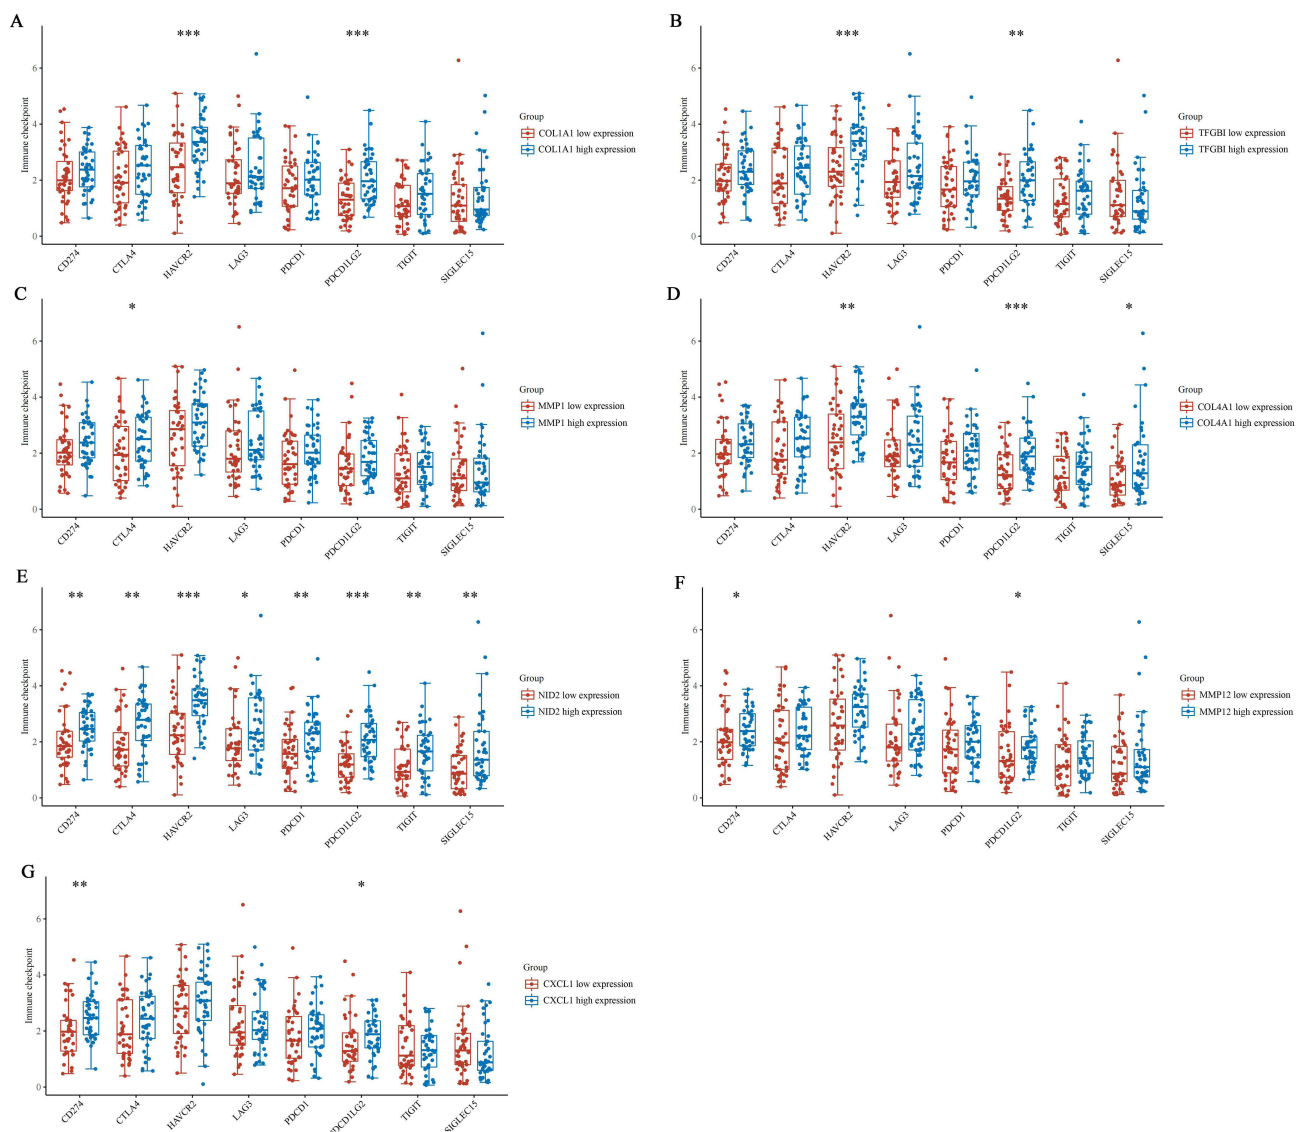 A
*** ***
Immune checkpoint
6
4
2
0
CD274 CTLA4 HAVCR2 LAG3 PDCD1 PDCD1LG2 TIGIT SIGLEC15
Group
COL1A1 low expression
COL1A1 high expression
B
*** **
Immune checkpoint
6
4
2
0
CD274 CTLA4 HAVCR2 LAG3 PDCD1 PDCD1LG2 TIGIT SIGLEC15
Group
TFGBI low expression
TFGBI high expression
C
*
Immune checkpoint
6
4
2
0
CD274 CTLA4 HAVCR2 LAG3 PDCD1 PDCD1LG2 TIGIT SIGLEC15
Group
MMP1 low expression
MMP1 high expression
D
** *** *
Immune checkpoint
6
4
2
0
CD274 CTLA4 HAVCR2 LAG3 PDCD1 PDCD1LG2 TIGIT SIGLEC15
Group
COL4A1 low expression
COL4A1 high expression
E
** ** *** * ** *** ** **
Immune checkpoint
6
4
2
0
CD274 CTLA4 HAVCR2 LAG3 PDCD1 PDCD1LG2 TIGIT SIGLEC15
Group
NID2 low expression
NID2 high expression
F
* *
Immune checkpoint
6
4
2
0
CD274 CTLA4 HAVCR2 LAG3 PDCD1 PDCD1LG2 TIGIT SIGLEC15
Group
MMP12 low expression
MMP12 high expression
G
** *
Immune checkpoint
6
4
2
0
CD274 CTLA4 HAVCR2 LAG3 PDCD1 PDCD1LG2 TIGIT SIGLEC15
Group
CXCL1 low expression
CXCL1 high expression